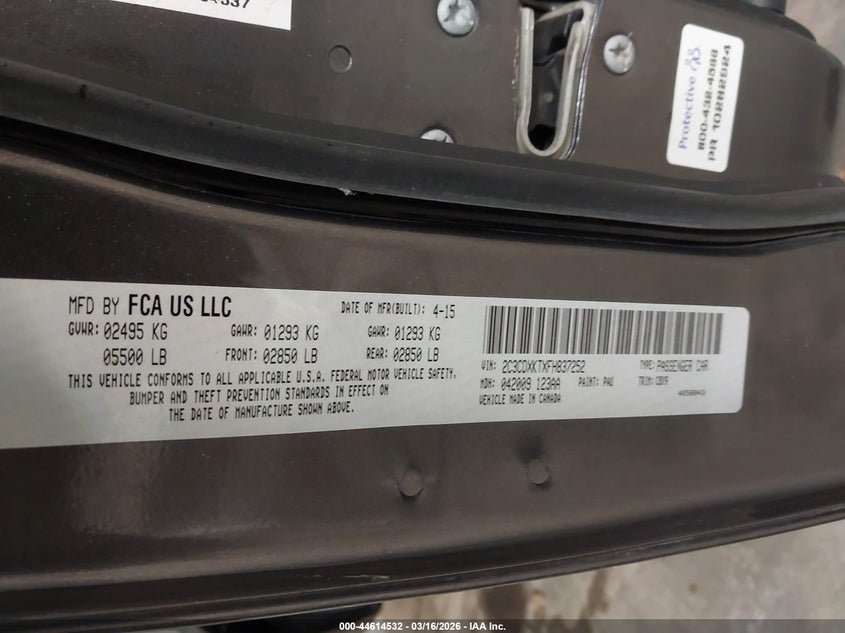 MFD BY FCA US LLC
DATE OF MFR(BUILT): 4-15
GVWR: 02495 KG GAWR: 01293 KG GAWR: 01293 KG
05500 LB FRONT: 02850 LB REAR: 02850 LB
THIS VEHICLE CONFORMS TO ALL APPLICABLE U.S.A. FEDERAL MOTOR VEHICLE SAFETY,
BUMPER AND THEFT PREVENTION STANDARDS IN EFFECT ON
THE DATE OF MANUFACTURE SHOWN ABOVE.
VIN: 2C3CDXKTXFH837252 TYPE: PASSENGER CAR
MDH: 042009 123AA PAINT: PAU TRIM: CDX9
VEHICLE MADE IN CANADA
Protective
800-432-4588
000-44614532 - 03/16/2026 - IAA Inc.